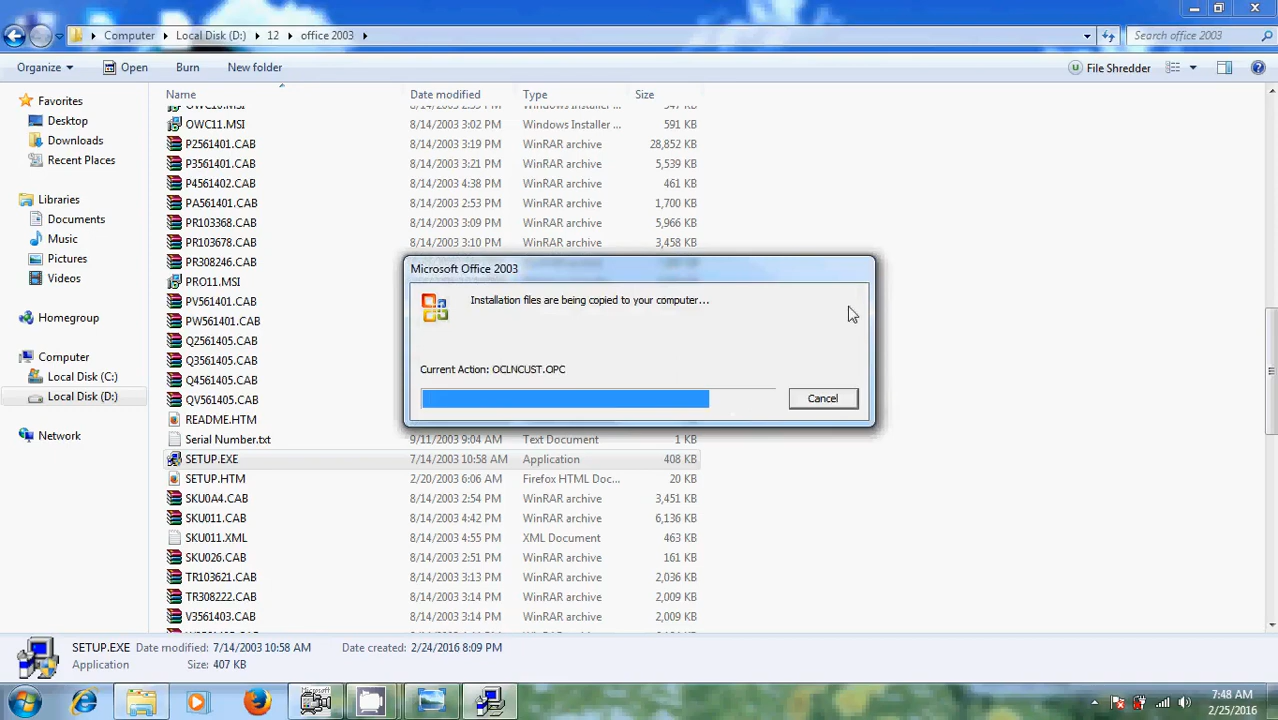 Computer Local Disk (D:) 12 office 2003 Search office 2003
Organize Open Burn New folder File Shredder
Name Date modified Type Size
OWC11.MSI 8/14/2003 3:02 PM Windows Installer ... 591 KB
P2561401.CAB 8/14/2003 3:19 PM WinRAR archive 28,852 KB
P3561401.CAB 8/14/2003 3:21 PM WinRAR archive 5,539 KB
P4561402.CAB 8/14/2003 4:38 PM WinRAR archive 461 KB
PA561401.CAB 8/14/2003 2:53 PM WinRAR archive 1,700 KB
PR103368.CAB 8/14/2003 3:09 PM WinRAR archive 5,966 KB
PR103678.CAB 8/14/2003 3:10 PM WinRAR archive 3,458 KB
PR308246.CAB
PRO11.MSI
PV561401.CAB
PW561401.CAB
Q2561405.CAB
Q3561405.CAB
Q4561405.CAB
QV561405.CAB
README.HTM
Serial Number.txt 9/11/2003 9:04 AM Text Document 1 KB
SETUP.EXE 7/14/2003 10:58 AM Application 408 KB
SETUP.HTM 2/20/2003 6:06 AM Firefox HTML Doc... 20 KB
SKU0A4.CAB 8/14/2003 2:54 PM WinRAR archive 3,451 KB
SKU011.CAB 8/14/2003 4:42 PM WinRAR archive 6,136 KB
SKU011.XML 8/14/2003 4:55 PM XML Document 463 KB
SKU026.CAB 8/14/2003 2:51 PM WinRAR archive 161 KB
TR103621.CAB 8/14/2003 3:13 PM WinRAR archive 2,036 KB
TR308222.CAB 8/14/2003 3:14 PM WinRAR archive 2,009 KB
V3561403.CAB 8/14/2003 3:14 PM WinRAR archive 2,009 KB
Favorites
Desktop
Downloads
Recent Places
Libraries
Documents
Music
Pictures
Videos
Homegroup
Computer
Local Disk (C:)
Local Disk (D:)
Network
Microsoft Office 2003
Installation files are being copied to your computer...
Current Action: OCLNCUST.OPC
Cancel
SETUP.EXE Date modified: 7/14/2003 10:58 AM Date created: 2/24/2016 8:09 PM
Application Size: 407 KB
7:48 AM
2/25/2016